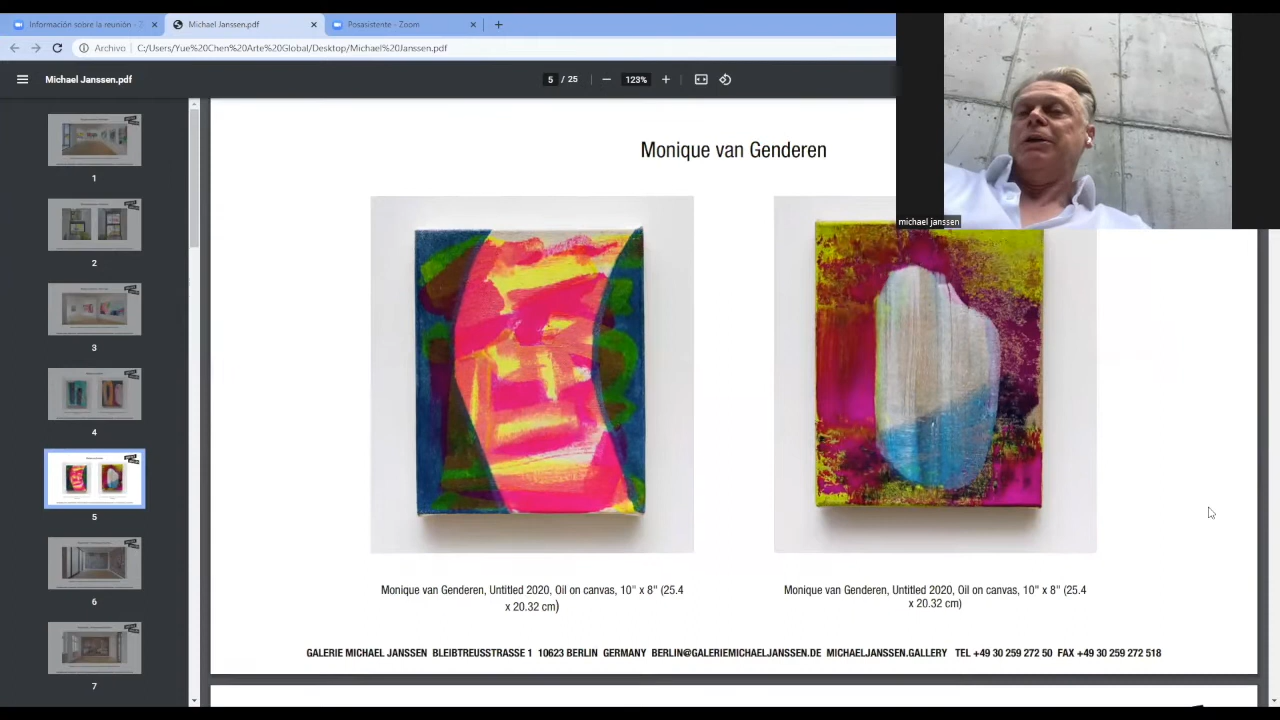 Información sobre la reunión - Z
Michael Janssen.pdf
Posasistente - Zoom
Archivo
C:/Users/Yue%20Chen%20Arte%20Global/Desktop/Michael%20Janssen.pdf
Michael Janssen.pdf
5 / 25
123%
michael janssen
1
2
3
4
5
6
7
Monique van Genderen
Monique van Genderen, Untitled 2020, Oil on canvas, 10" x 8" (25.4
x 20.32 cm)
Monique van Genderen, Untitled 2020, Oil on canvas, 10" x 8" (25.4
x 20.32 cm)
GALERIE MICHAEL JANSSEN BLEIBTREUSSTRASSE 1 10623 BERLIN GERMANY BERLIN@GALERIEMICHAELJANSSEN.DE MICHAELJANSSEN.GALLERY TEL +49 30 259 272 50 FAX +49 30 259 272 518